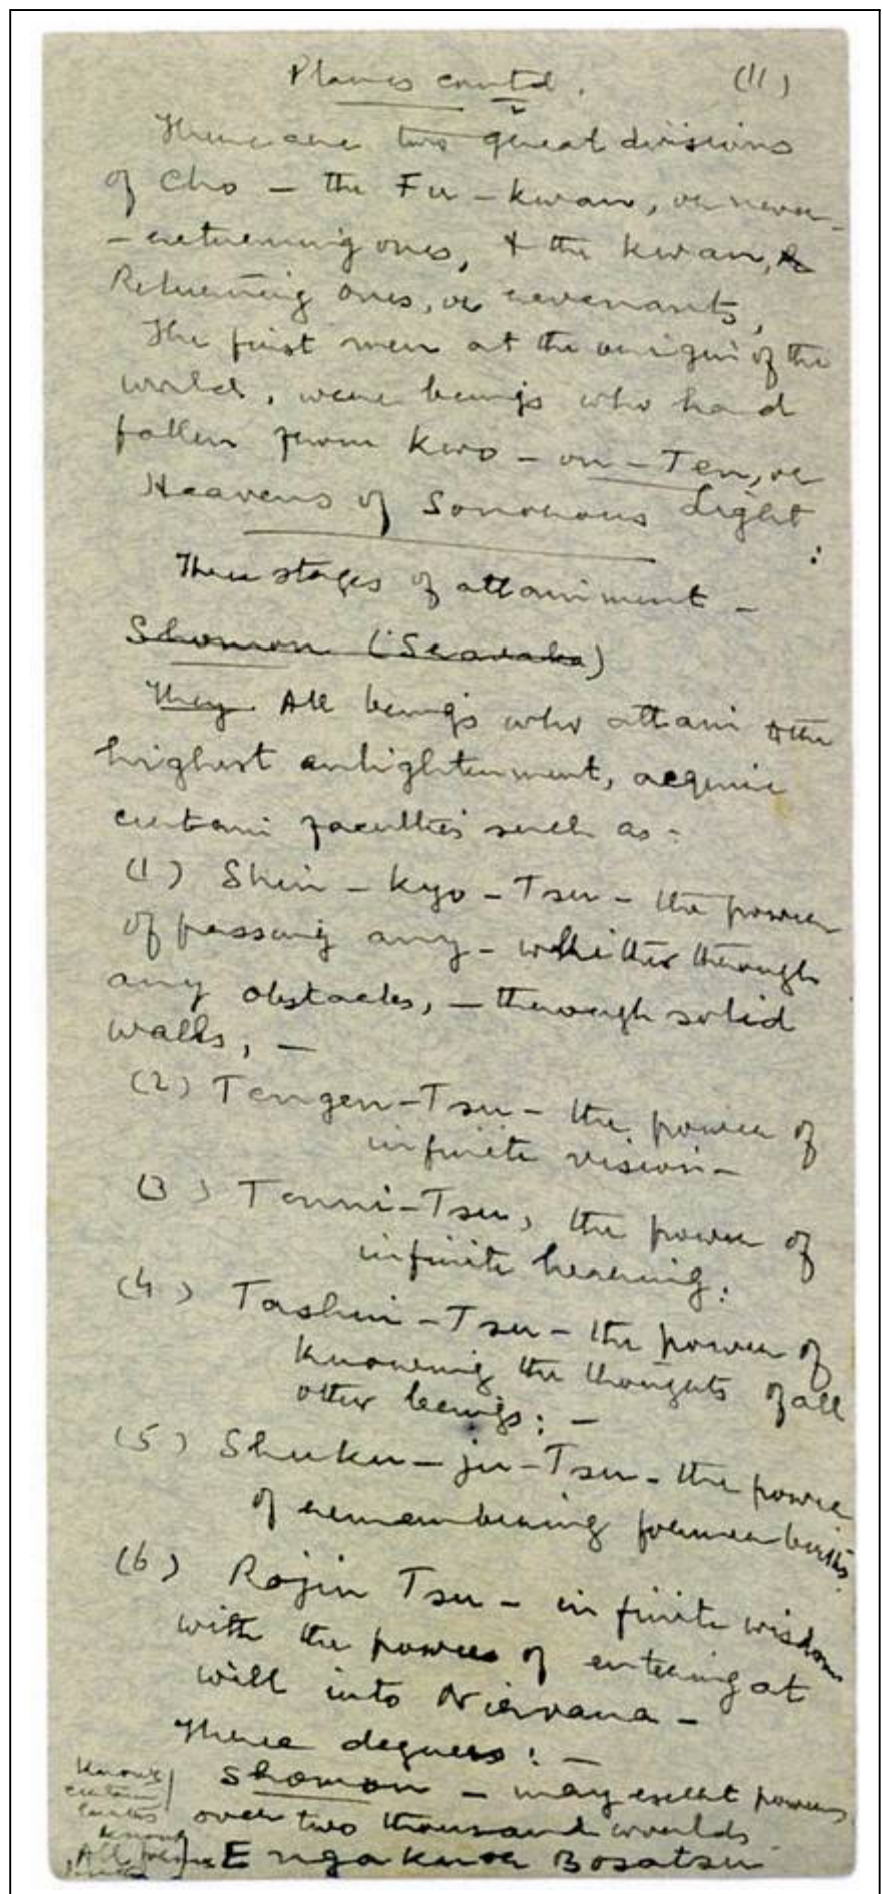 Planes contd. (11)
There are two great divisions
of Cho – the Fu-kwan, or never-
-returning ones, & the kwan,
Returning ones, or revenants,
The first men at the origin of the
world, were beings who had
fallen from Kwo-on-Ten, or
Heavens of Sonorous Light:
Three stages of attainment –
Shomon (Sravaka)
They All beings who attain the
highest enlightenment, acquire
certain faculties such as –
(1) Shin-kyo-Tsu – the power
of passing any-whither through
any obstacles, – through solid
walls, –
(2) Tengen-Tsu – the power of
infinite vision –
(3) Tenni-Tsu, the power of
infinite hearing:
(4) Tashin-Tsu – the power of
knowing the thoughts of all
other beings: –
(5) Shuku-ju-Tsu – the power
of remembering former births.
(6) Rojin Tsu – infinite wisdom
with the power of entering at
will into Nirvana –
Three degrees: –
Shomon – may exert powers
over two thousand worlds
Engaku or Bosatsu
Knows
certain
births
Knows
All